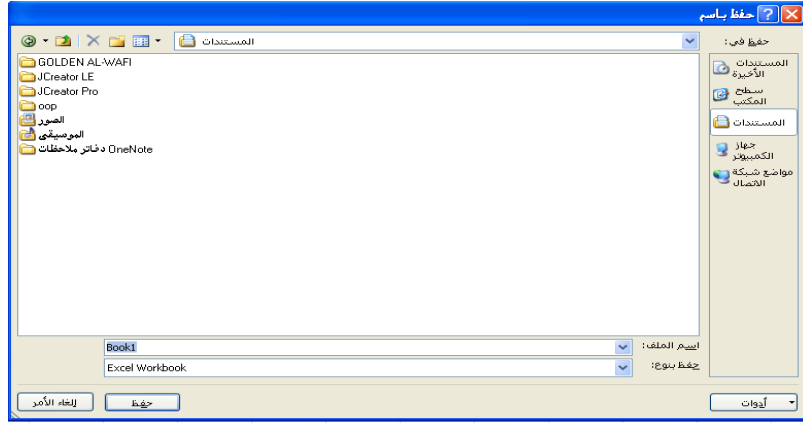 حفظ باسم
حفظ في:
المستندات
المستندات الأخيرة
سطح المكتب
المستندات
جهاز الكمبيوتر
مواضع شبكة الاتصال
GOLDEN AL-WAFI
JCreator LE
JCreator Pro
oop
الصور
الموسيقى
دفاتر ملاحظات OneNote
اسم الملف:
Book1
حفظ بنوع:
Excel Workbook
أدوات
حفظ
إلغاء الأمر